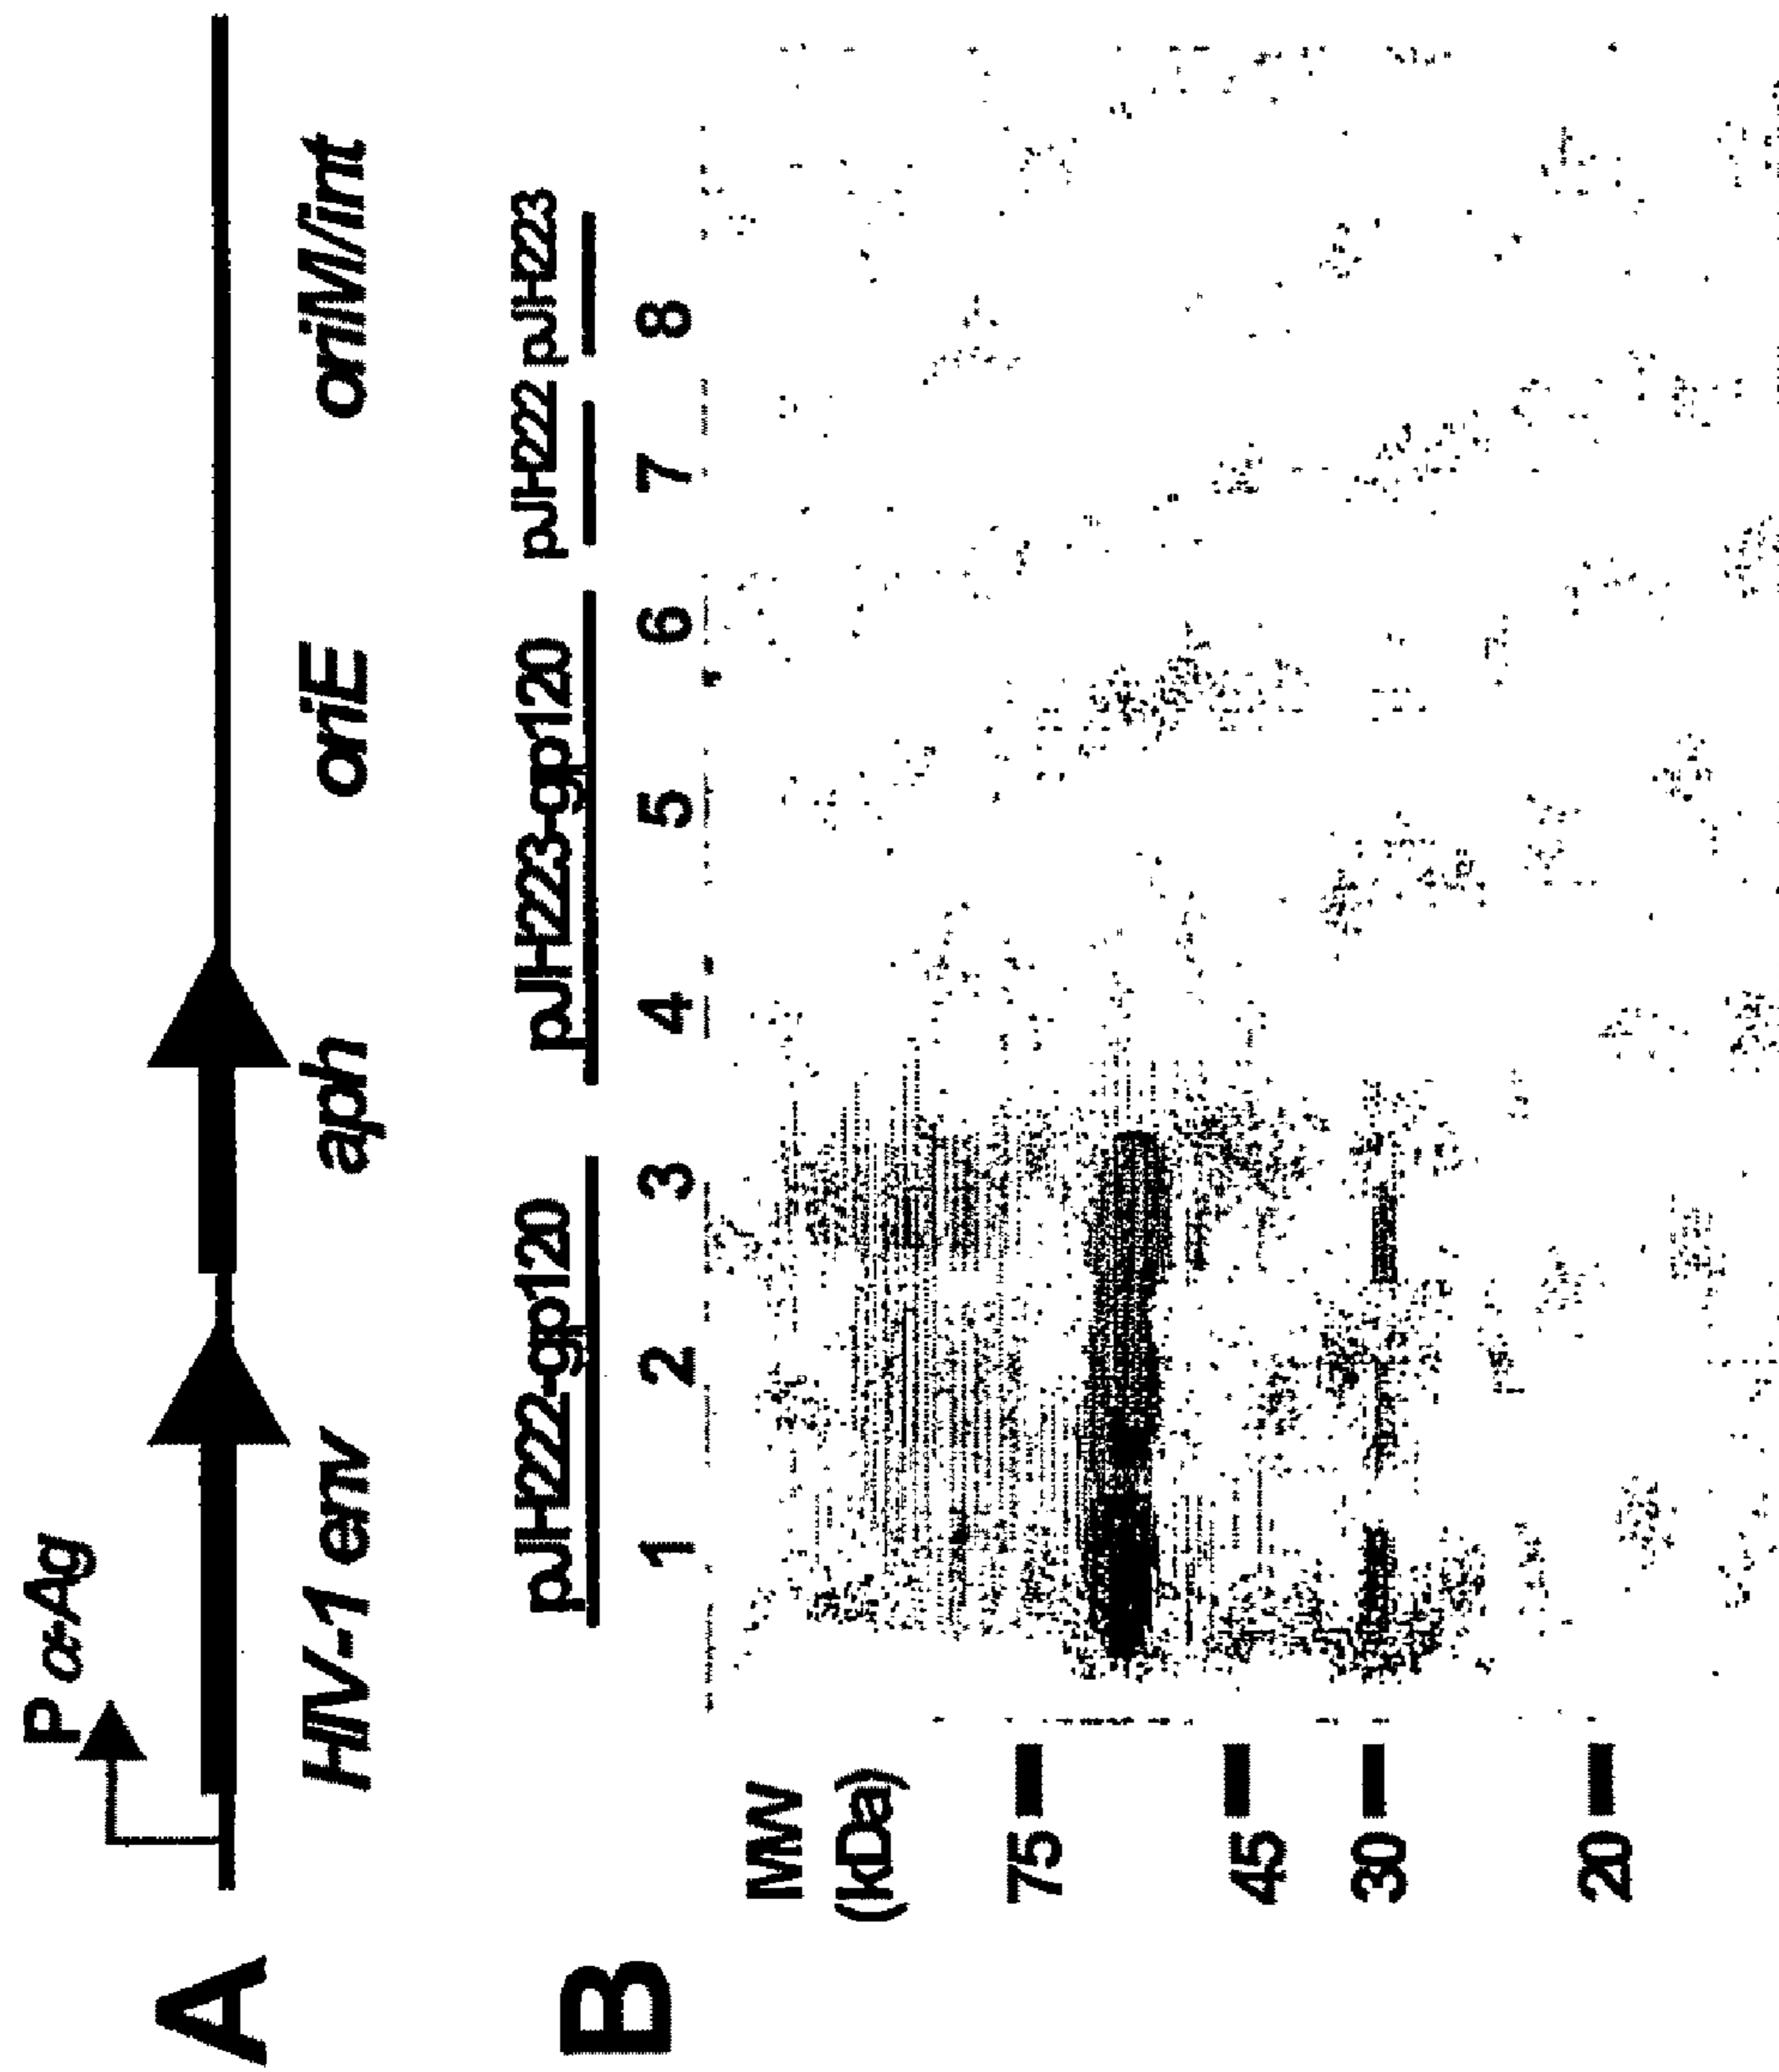 A
P α-Ag
HIV-1 env aph oriE oriM/int
B
pJH222-gp120 pJH223-gp120 pJH222 pJH223
1 2 3 4 5 6 7 8
MW
(kDa)
75
45
30
20